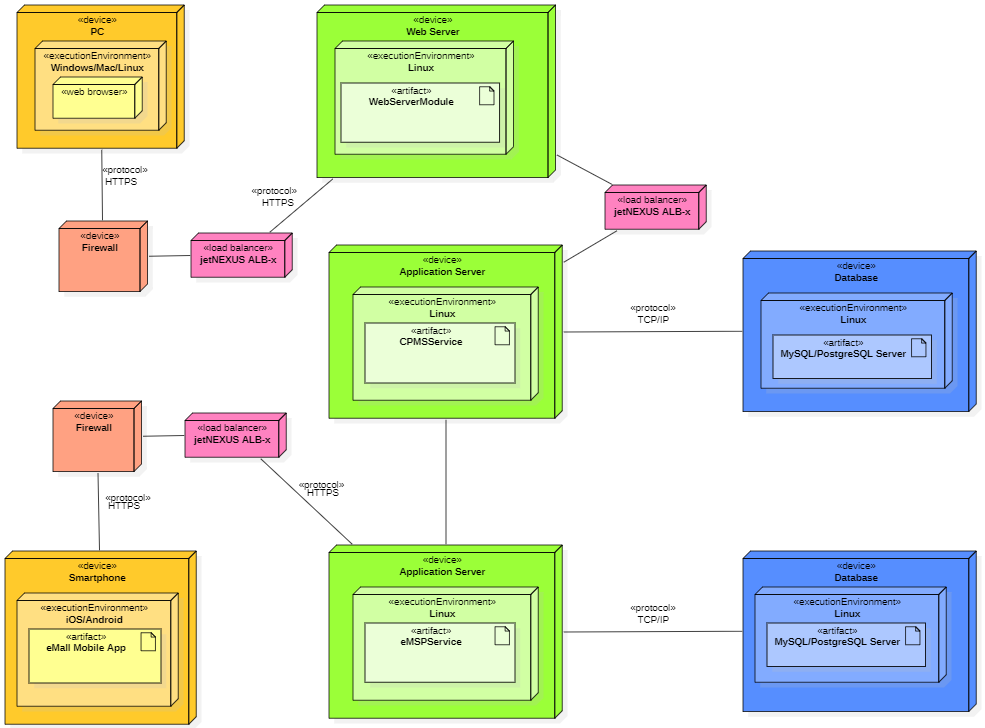 «device»
PC
«executionEnvironment»
Windows/Mac/Linux
«web browser»
«protocol»
HTTPS
«device»
Firewall
«load balancer»
jetNEXUS ALB-x
«protocol»
HTTPS
«device»
Web Server
«executionEnvironment»
Linux
«artifact»
WebServerModule
«load balancer»
jetNEXUS ALB-x
«device»
Application Server
«executionEnvironment»
Linux
«artifact»
CPMSService
«protocol»
TCP/IP
«device»
Database
«executionEnvironment»
Linux
«artifact»
MySQL/PostgreSQL Server
«device»
Firewall
«load balancer»
jetNEXUS ALB-x
«protocol»
HTTPS
«protocol»
HTTPS
«device»
Smartphone
«executionEnvironment»
iOS/Android
«artifact»
eMall Mobile App
«device»
Application Server
«executionEnvironment»
Linux
«artifact»
eMSPService
«protocol»
TCP/IP
«device»
Database
«executionEnvironment»
Linux
«artifact»
MySQL/PostgreSQL Server